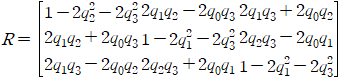 R = [ 1 − 2q₂² − 2q₃² 2q₁q₂ − 2q₀q₃ 2q₁q₃ + 2q₀q₂
2q₁q₂ + 2q₀q₃ 1 − 2q₁² − 2q₃² 2q₂q₃ − 2q₀q₁
2q₁q₃ − 2q₀q₂ 2q₂q₃ + 2q₀q₁ 1 − 2q₁² − 2q₃² ]